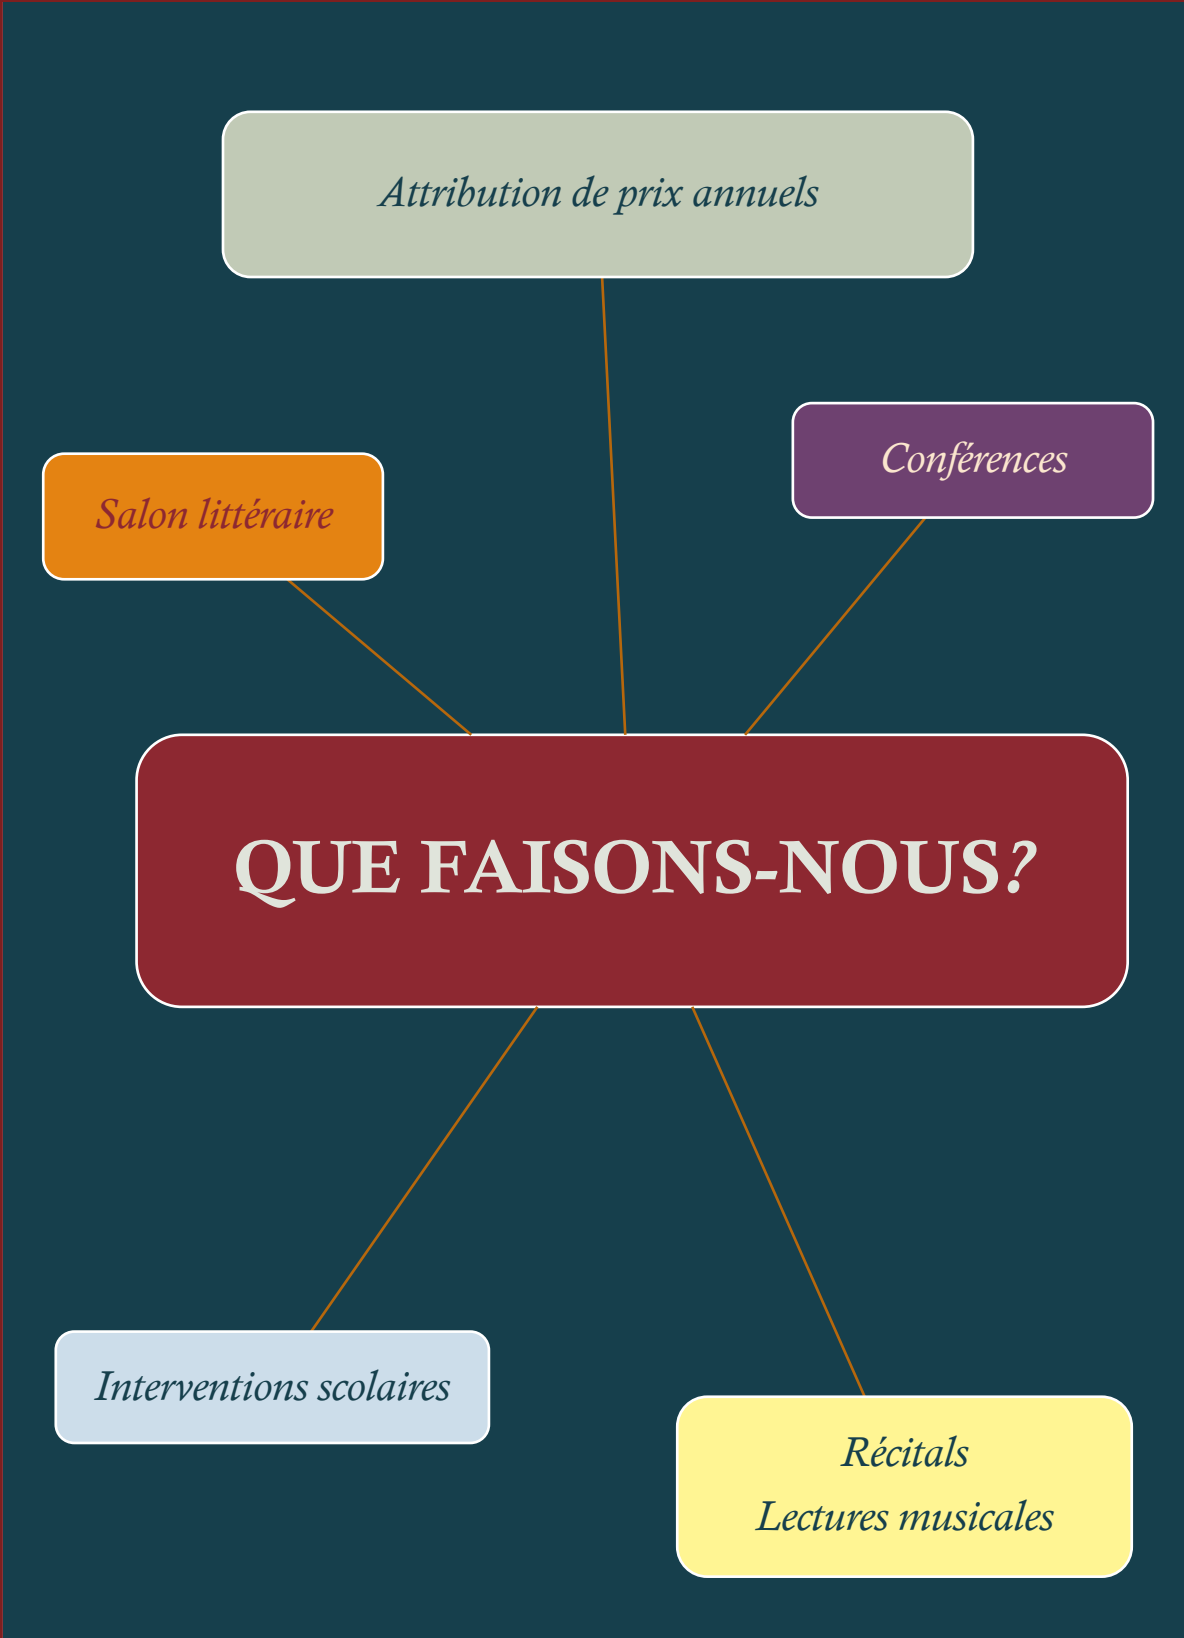 Attribution de prix annuels
Conférences
Salon littéraire
QUE FAISONS-NOUS?
Interventions scolaires
Récitals
Lectures musicales